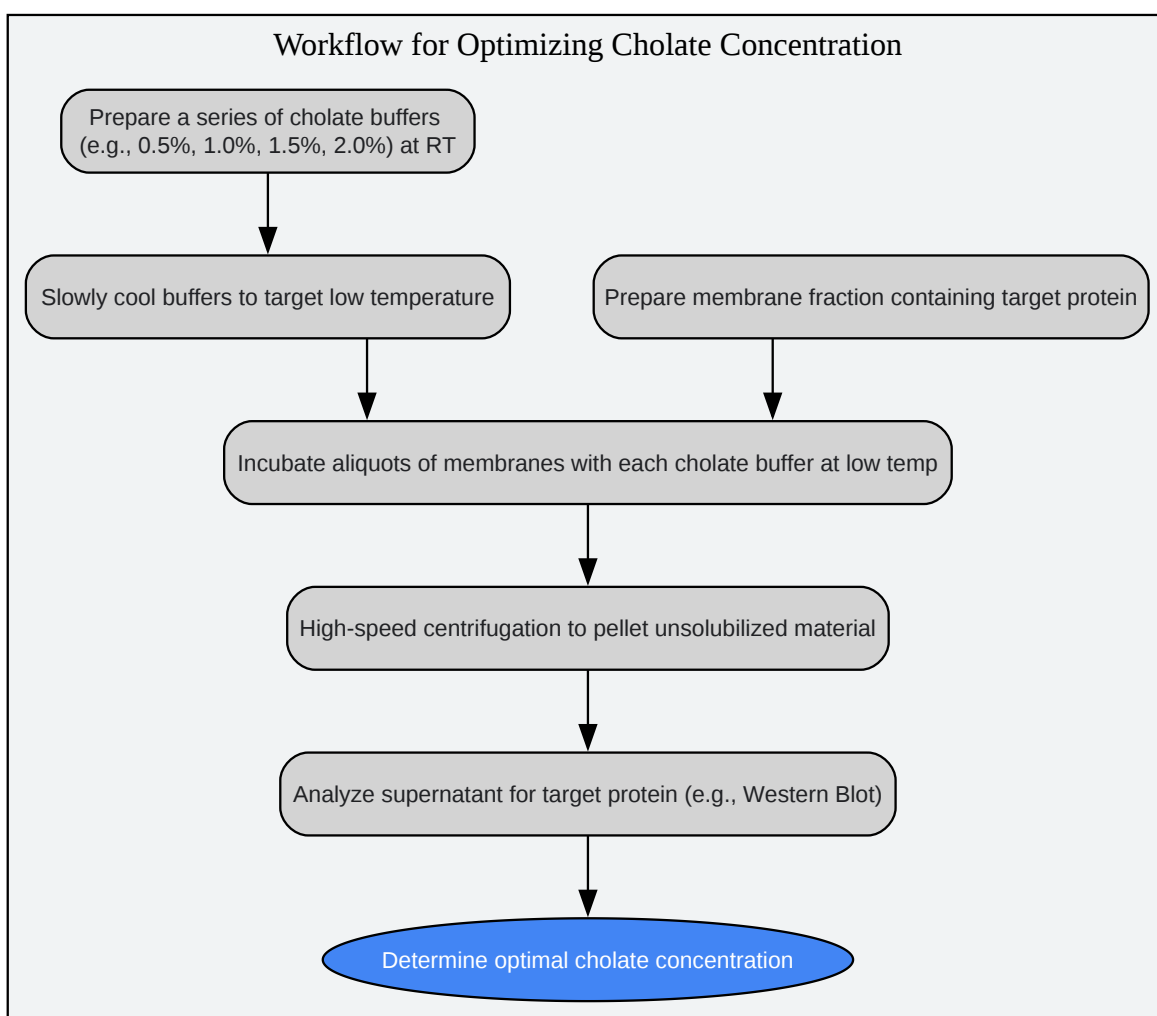 Workflow for Optimizing Cholate Concentration
Prepare a series of cholate buffers
(e.g., 0.5%, 1.0%, 1.5%, 2.0%) at RT
Slowly cool buffers to target low temperature
Prepare membrane fraction containing target protein
Incubate aliquots of membranes with each cholate buffer at low temp
High-speed centrifugation to pellet unsolubilized material
Analyze supernatant for target protein (e.g., Western Blot)
Determine optimal cholate concentration